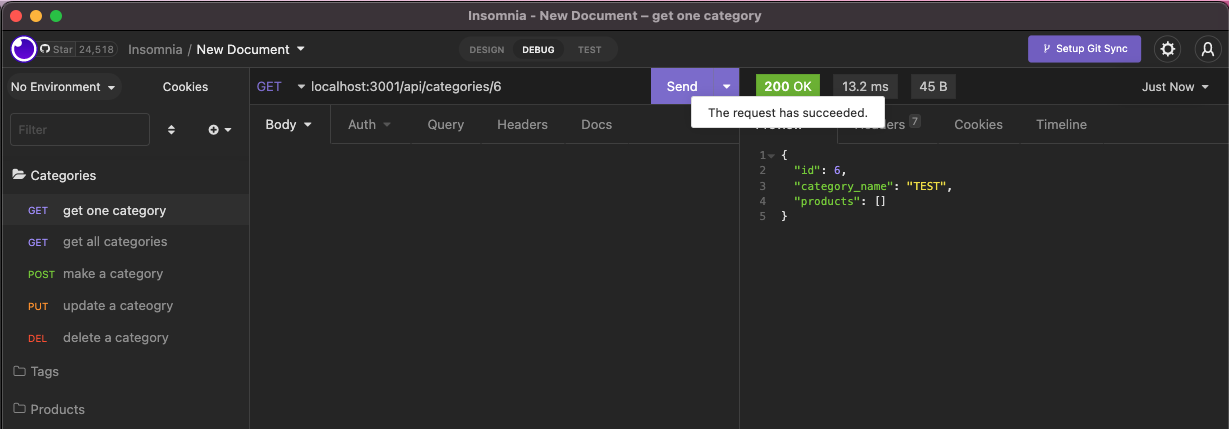 Insomnia - New Document – get one category
Star 24,518 Insomnia / New Document DESIGN DEBUG TEST Setup Git Sync
No Environment Cookies GET localhost:3001/api/categories/6 Send 200 OK 13.2 ms 45 B Just Now
The request has succeeded.
Filter Body Auth Query Headers Docs Preview Headers 7 Cookies Timeline
1 {
2 "id": 6,
3 "category_name": "TEST",
4 "products": []
5 }
Categories
GET get one category
GET get all categories
POST make a category
PUT update a cateogry
DEL delete a category
Tags
Products